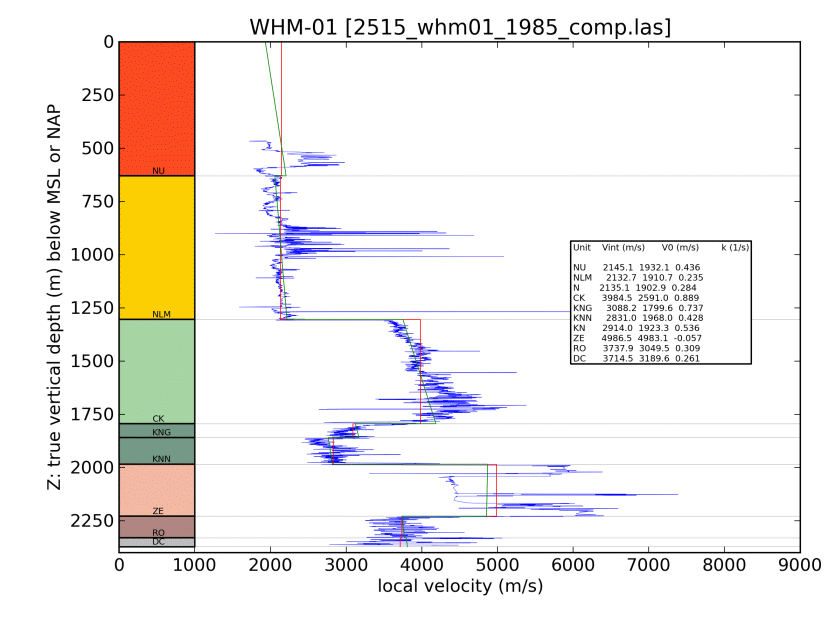 WHM-01 [2515_whm01_1985_comp.las]
Z: true vertical depth (m) below MSL or NAP
0
250
500
750
1000
1250
1500
1750
2000
2250
NU
NLM
CK
KNG
KNN
ZE
RO
DC
Unit Vint (m/s) V0 (m/s) k (1/s)
NU 2145.1 1932.1 0.436
NLM 2132.7 1910.7 0.235
N 2135.1 1902.9 0.284
CK 3984.5 2591.0 0.889
KNG 3088.2 1799.6 0.737
KNN 2831.0 1968.0 0.428
KN 2914.0 1923.3 0.536
ZE 4986.5 4983.1 -0.057
RO 3737.9 3049.5 0.309
DC 3714.5 3189.6 0.261
0 1000 2000 3000 4000 5000 6000 7000 8000 9000
local velocity (m/s)